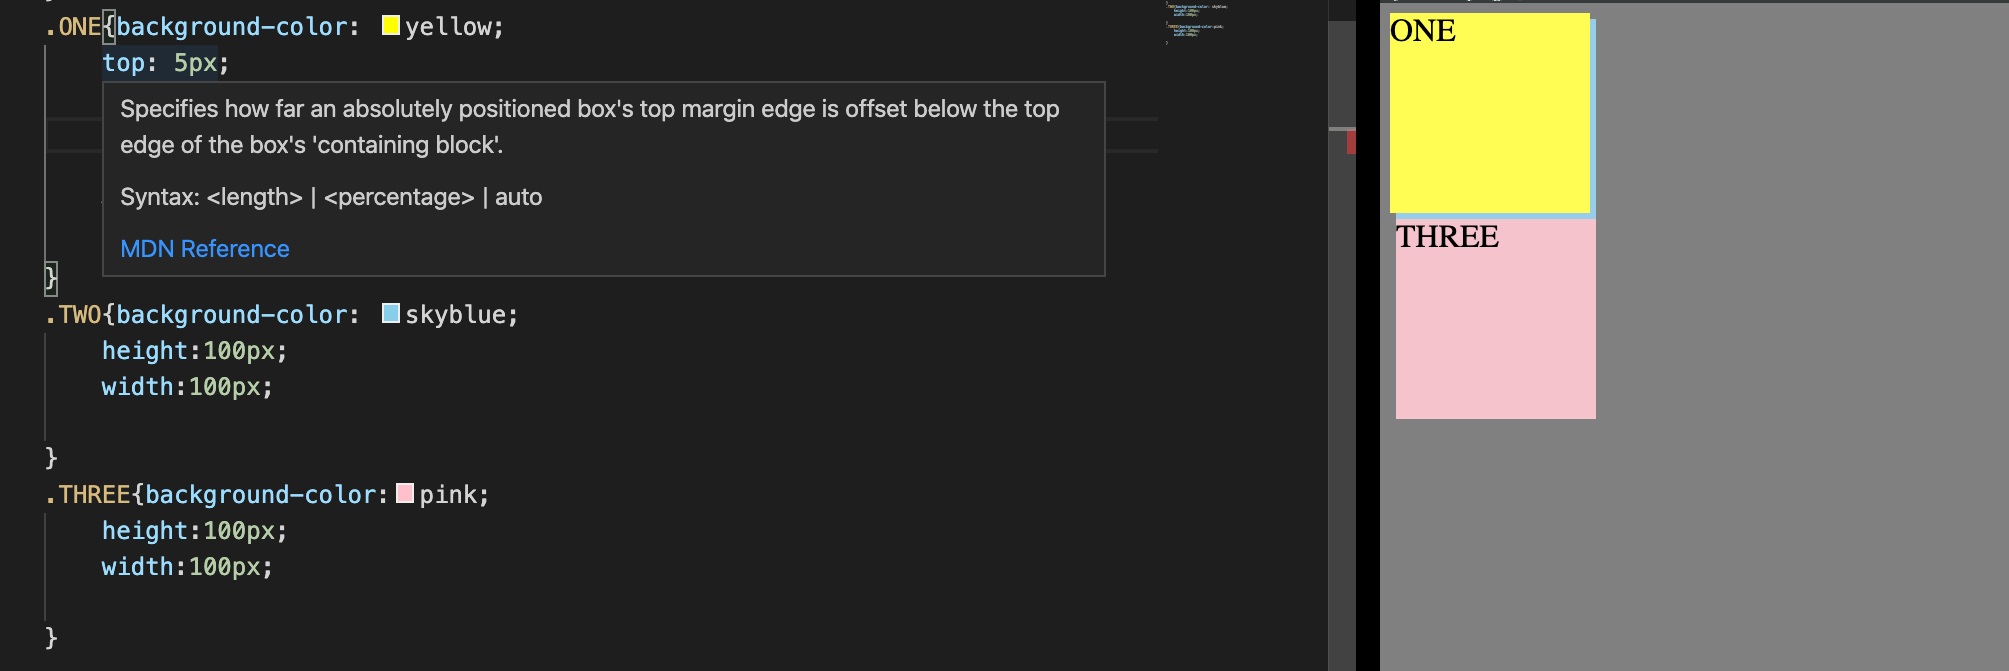 .ONE{background-color: yellow;
top: 5px;
Specifies how far an absolutely positioned box's top margin edge is offset below the top
edge of the box's 'containing block'.
Syntax: <length> | <percentage> | auto
MDN Reference
}
.TWO{background-color: skyblue;
height:100px;
width:100px;
}
.THREE{background-color:pink;
height:100px;
width:100px;
}
ONE
THREE